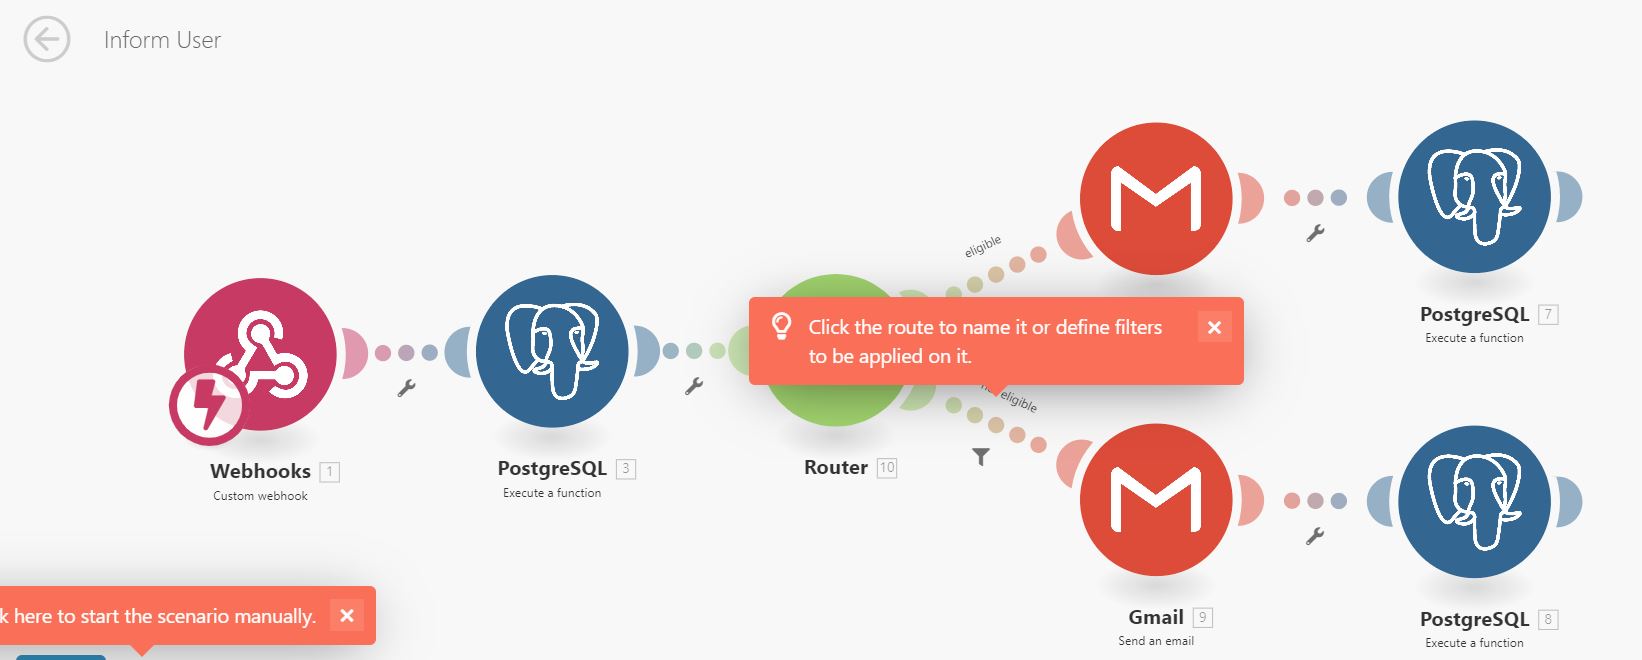 Inform User
eligible
Click the route to name it or define filters
to be applied on it.
eligible
PostgreSQL 7
Execute a function
Webhooks 1
Custom webhook
PostgreSQL 3
Execute a function
Router 10
Gmail 9
Send an email
PostgreSQL 8
Execute a function
here to start the scenario manually.